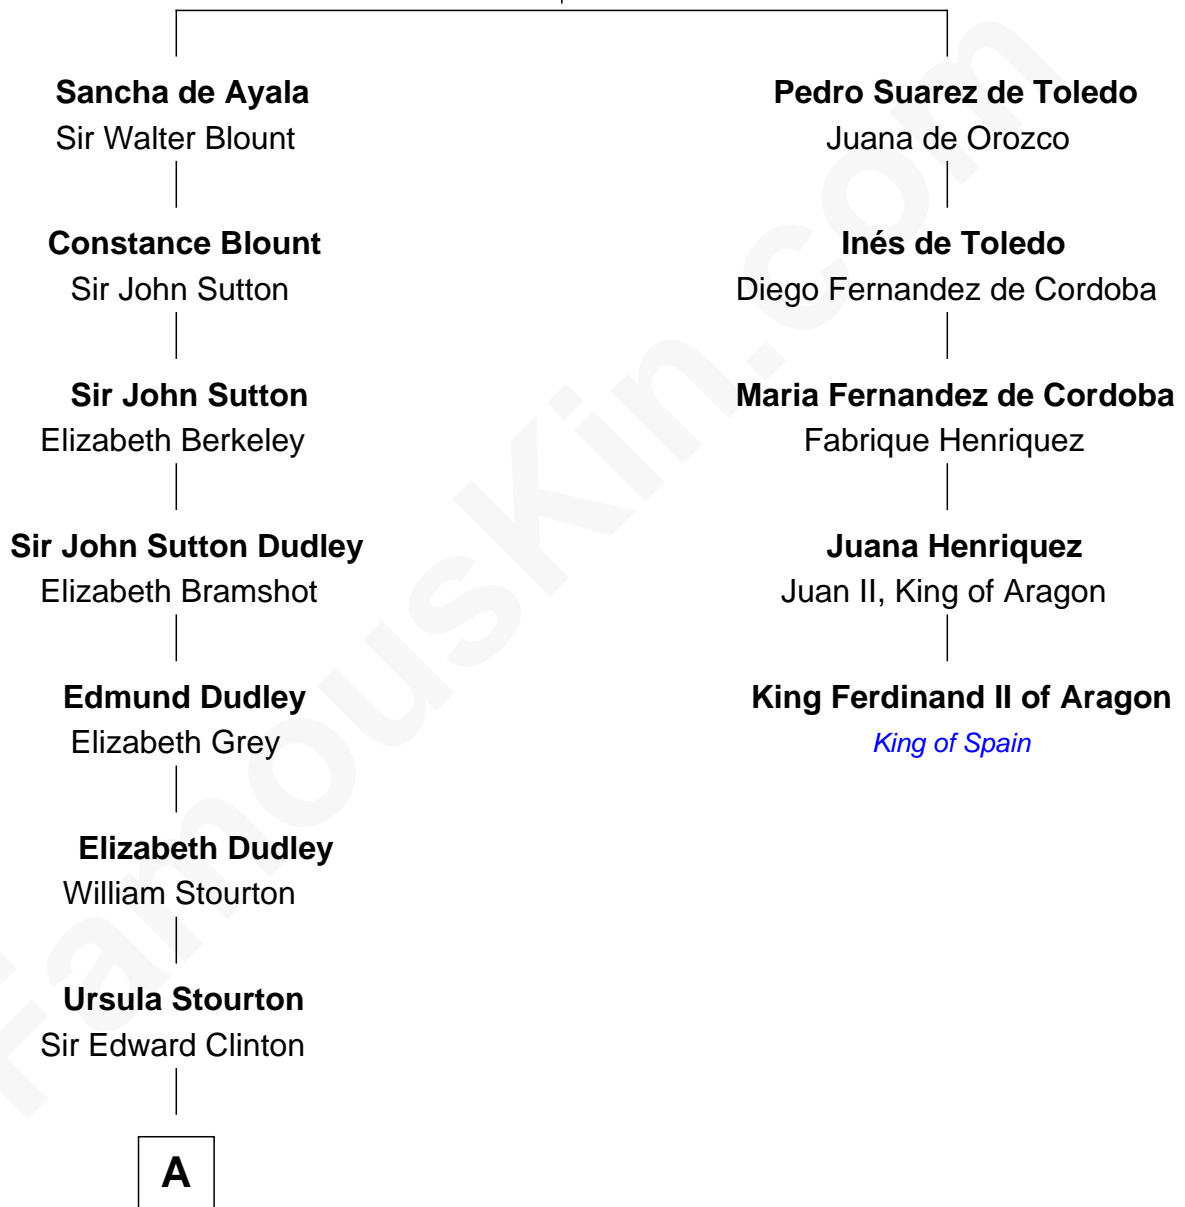 Sancha de Ayala
Sir Walter Blount
Constance Blount
Sir John Sutton
Sir John Sutton
Elizabeth Berkeley
Sir John Sutton Dudley
Elizabeth Bramshot
Edmund Dudley
Elizabeth Grey
Elizabeth Dudley
William Stourton
Ursula Stourton
Sir Edward Clinton
A
Pedro Suarez de Toledo
Juana de Orozco
Inés de Toledo
Diego Fernandez de Cordoba
Maria Fernandez de Cordoba
Fabrique Henriquez
Juana Henriquez
Juan II, King of Aragon
King Ferdinand II of Aragon
King of Spain
FamousKin.com